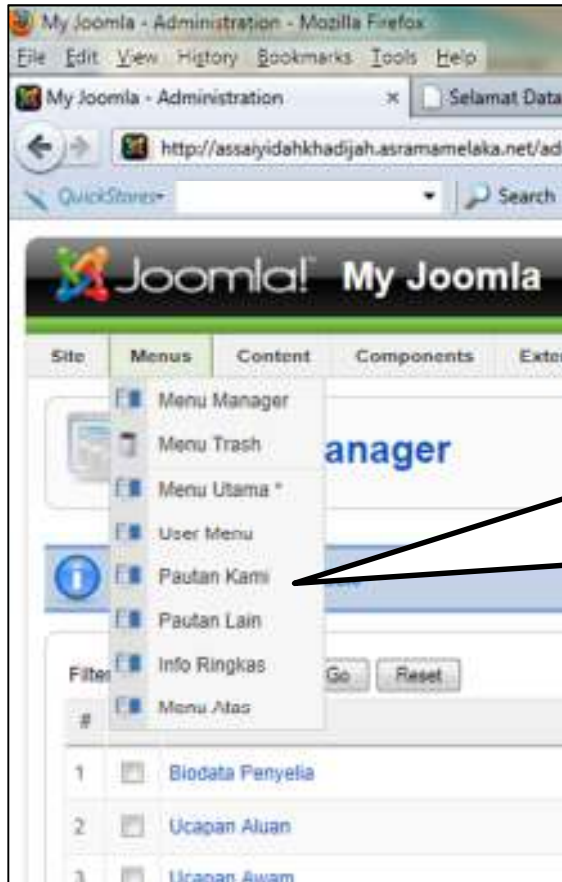 My Joomla - Administration - Mozilla Firefox
File Edit View History Bookmarks Tools Help
My Joomla - Administration × Selamat Data
http://assaiyidahkhadijah.asramamelaka.net/ad
QuickStores Search
Joomla! My Joomla
Site Menus Content Components Exte
Menu Manager
Menu Trash
anager
Menu Utama *
User Menu
Pautan Kami
Pautan Lain
Info Ringkas
Filte Go Reset
Menu Atas
#
1 Biodata Penyelia
2 Ucapan Aluan
3 Ucapan Awam